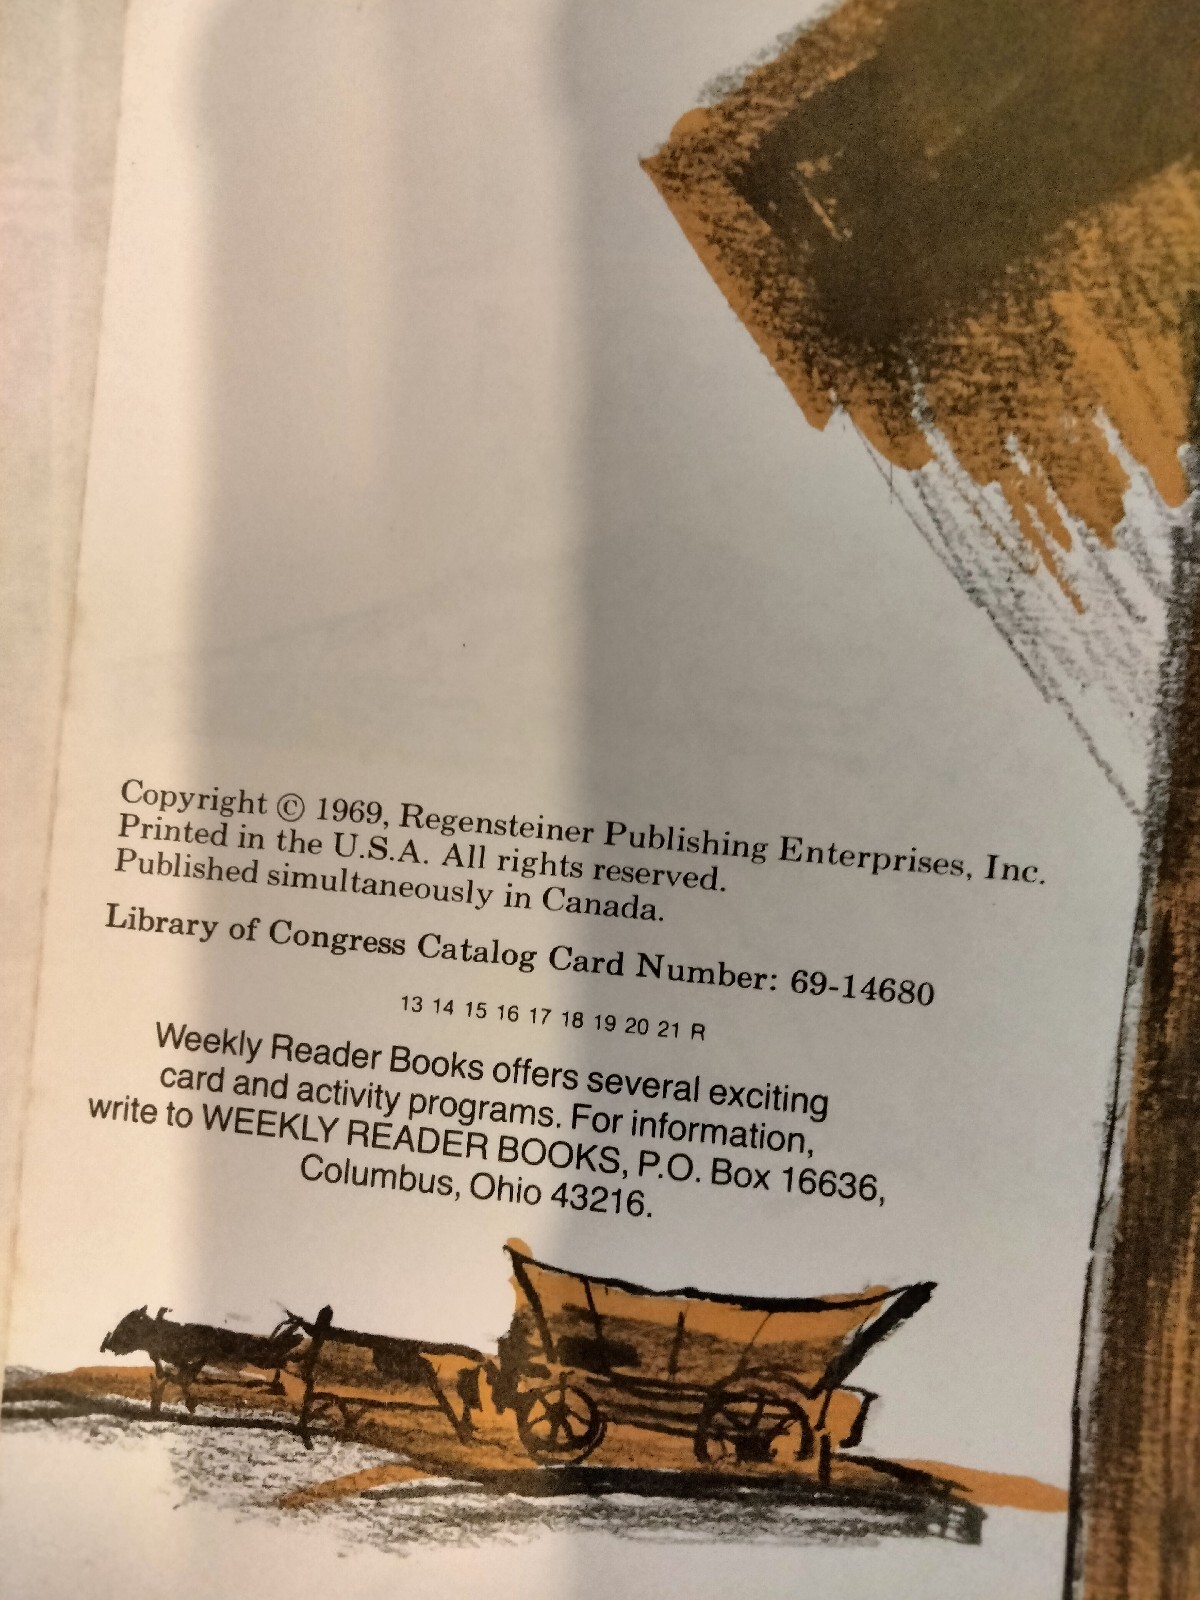 Copyright © 1969, Regensteiner Publishing Enterprises, Inc.
Printed in the U.S.A. All rights reserved.
Published simultaneously in Canada.
Library of Congress Catalog Card Number: 69-14680
13 14 15 16 17 18 19 20 21 R
Weekly Reader Books offers several exciting
card and activity programs. For information,
write to WEEKLY READER BOOKS, P.O. Box 16636,
Columbus, Ohio 43216.